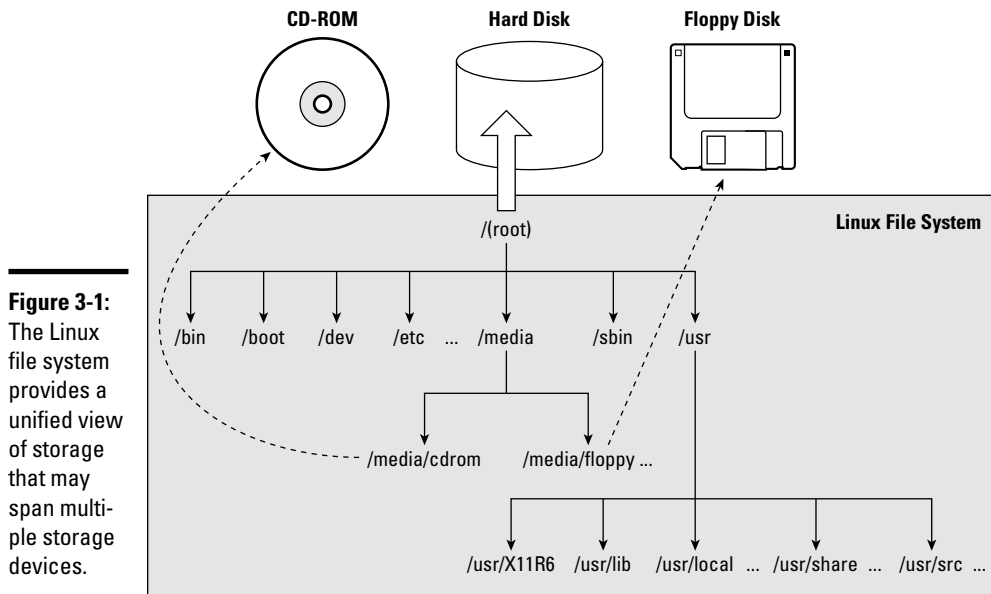 CD-ROM Hard Disk Floppy Disk
Linux File System
/(root)
/bin /boot /dev /etc ... /media /sbin /usr
/media/cdrom /media/floppy ...
/usr/X11R6 /usr/lib /usr/local ... /usr/share ... /usr/src ...
Figure 3-1:
The Linux
file system
provides a
unified view
of storage
that may
span multi-
ple storage
devices.